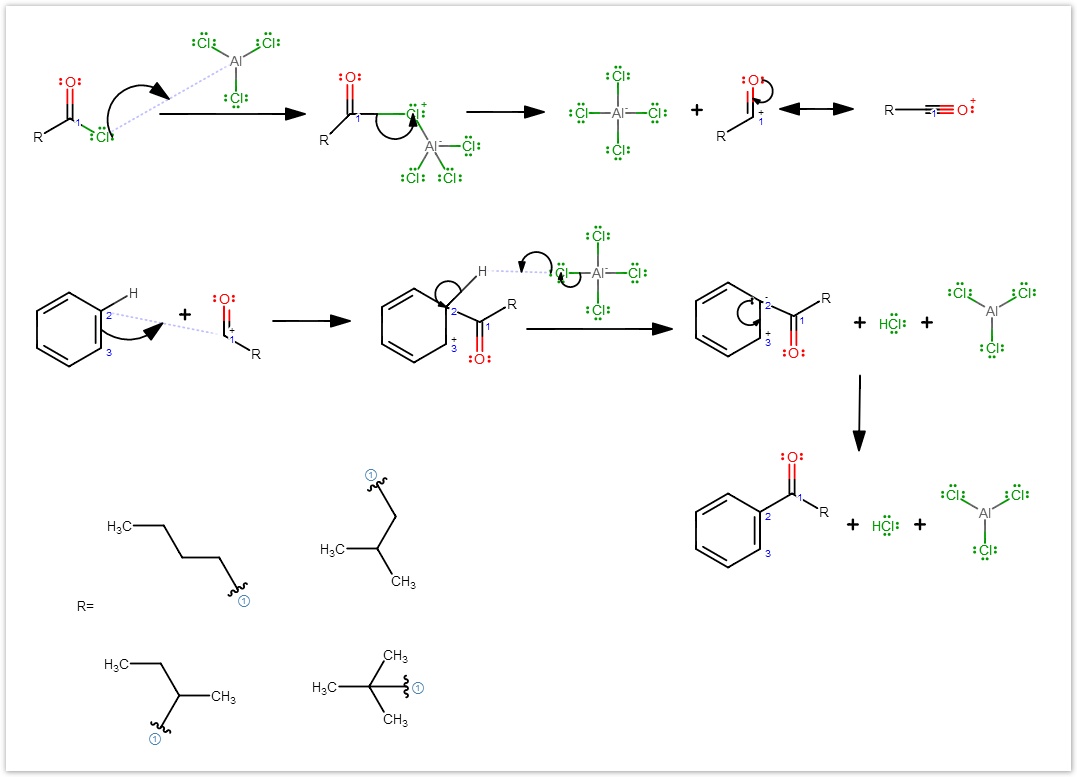 :Cl: :Cl:
Al
:Cl:
:O:
1
R :Cl:
:O:
1 :Cl: +
R
Al- Cl:
:Cl: :Cl:
:Cl:
:Cl Al- Cl:
:Cl:
+
:O:
+
1
R
R 1 O: +
H
2
3
+
:O:
+
1
R
H
2
+
3
R
1
:O:
:Cl:
:Cl Al- Cl:
:Cl:
-
2
+
3
R
1
:O:
+ HCl: +
:Cl: :Cl:
Al
:Cl:
:O:
1
2
R
3
+ HCl: +
:Cl: :Cl:
Al
:Cl:
R=
H3C
1
1
H3C
CH3
H3C
CH3
1
CH3
H3C 1
CH3